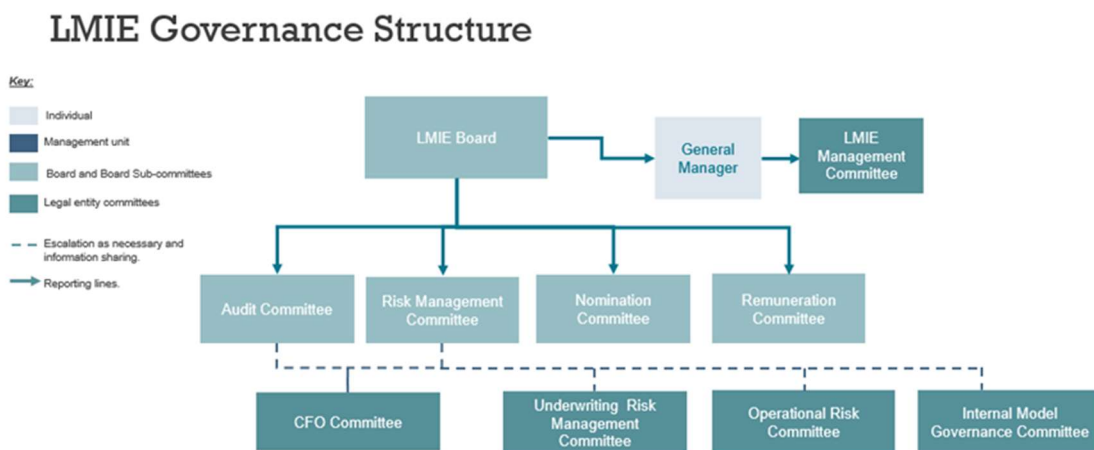 LMIE Governance Structure
Key:
Individual
Management unit
Board and Board Sub-committees
Legal entity committees
Escalation as necessary and
information sharing.
Reporting lines.
LMIE Board
General
Manager
LMIE
Management
Committee
Audit Committee
Risk Management
Committee
Nomination
Committee
Remuneration
Committee
CFO Committee
Underwriting Risk
Management
Committee
Operational Risk
Committee
Internal Model
Governance Committee